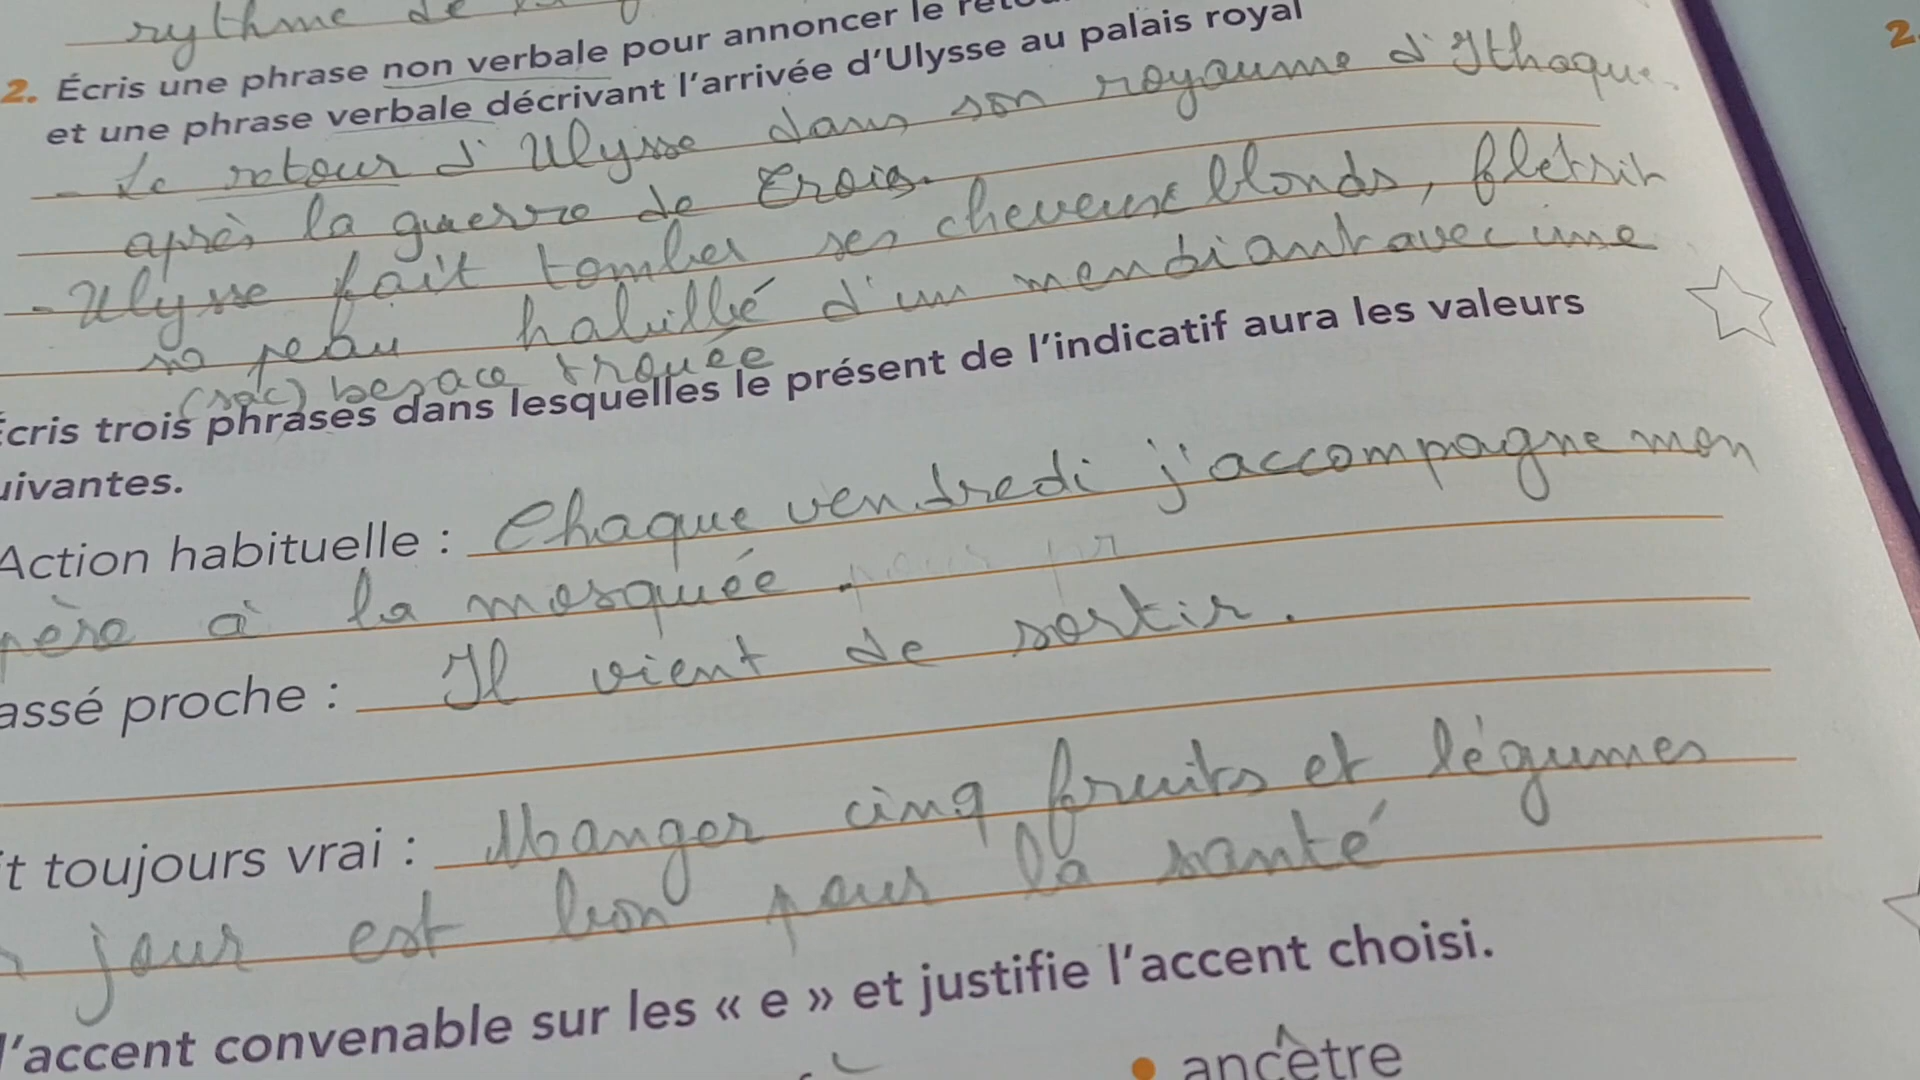 rythme de
2. Écris une phrase non verbale pour annoncer le
et une phrase verbale décrivant l'arrivée d'Ulysse au palais royal
- Le retour d'Ulysse dans son royaume d'Ithaque
après la guerre de Troie.
- Ulysse fait tomber ses cheveux blonds, flétrir
sa peau habillé d'un mendiant avec une
(sac) besace trouée
Écris trois phrases dans lesquelles le présent de l'indicatif aura les valeurs
uivantes.
Action habituelle : Chaque vendredi j'accompagne mon
père à la mosquée.
assé proche : Il vient de sortir.
t toujours vrai : Manger cinq fruits et légumes
jour est bon pour la santé
l'accent convenable sur les « e » et justifie l'accent choisi.
• ancêtre
2.